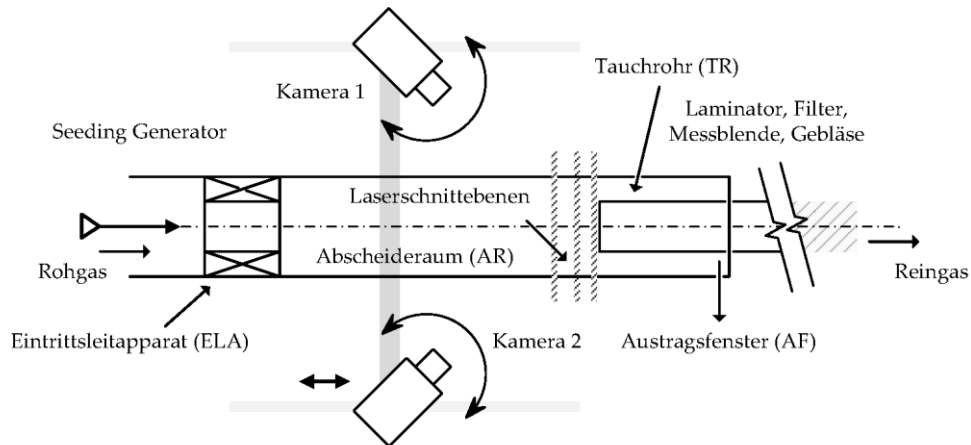 Kamera 1
Tauchrohr (TR)
Laminator, Filter,
Messblende, Gebläse
Seeding Generator
Laserschnittebenen
Rohgas
Abscheideraum (AR)
Reingas
Eintrittsleitapparat (ELA)
Kamera 2
Austragsfenster (AF)